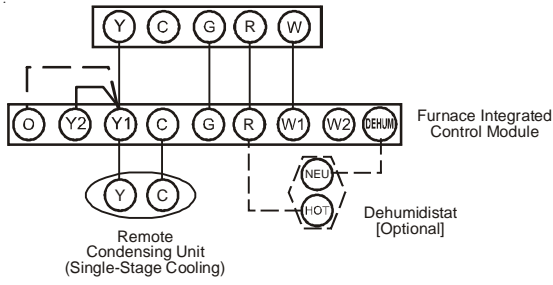 Y C G R W
O Y2 Y1 C G R W1 W2 DEHUM
Furnace Integrated
Control Module
Y C
NEU
HOT
Dehumidistat
[Optional]
Remote
Condensing Unit
(Single-Stage Cooling)